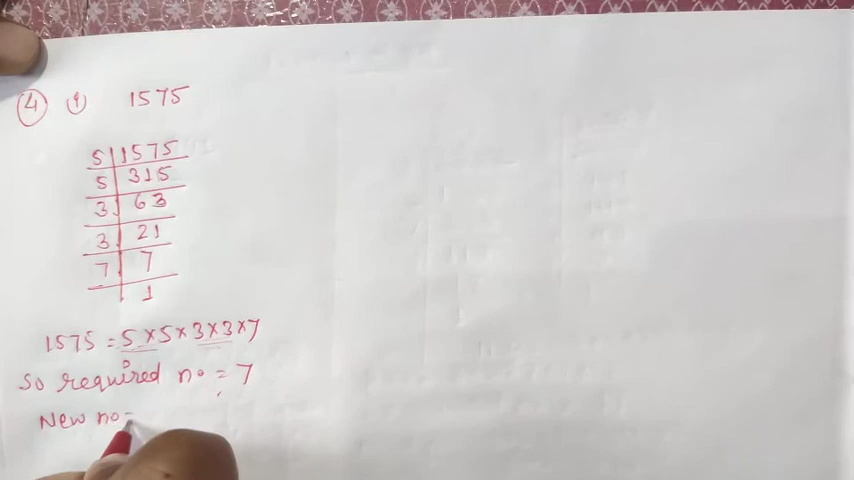 4 i 1575
5 1575
5 315
3 63
3 21
7 7
1
1575 = 5 × 5 × 3 × 3 × 7
So required no = 7
New no =